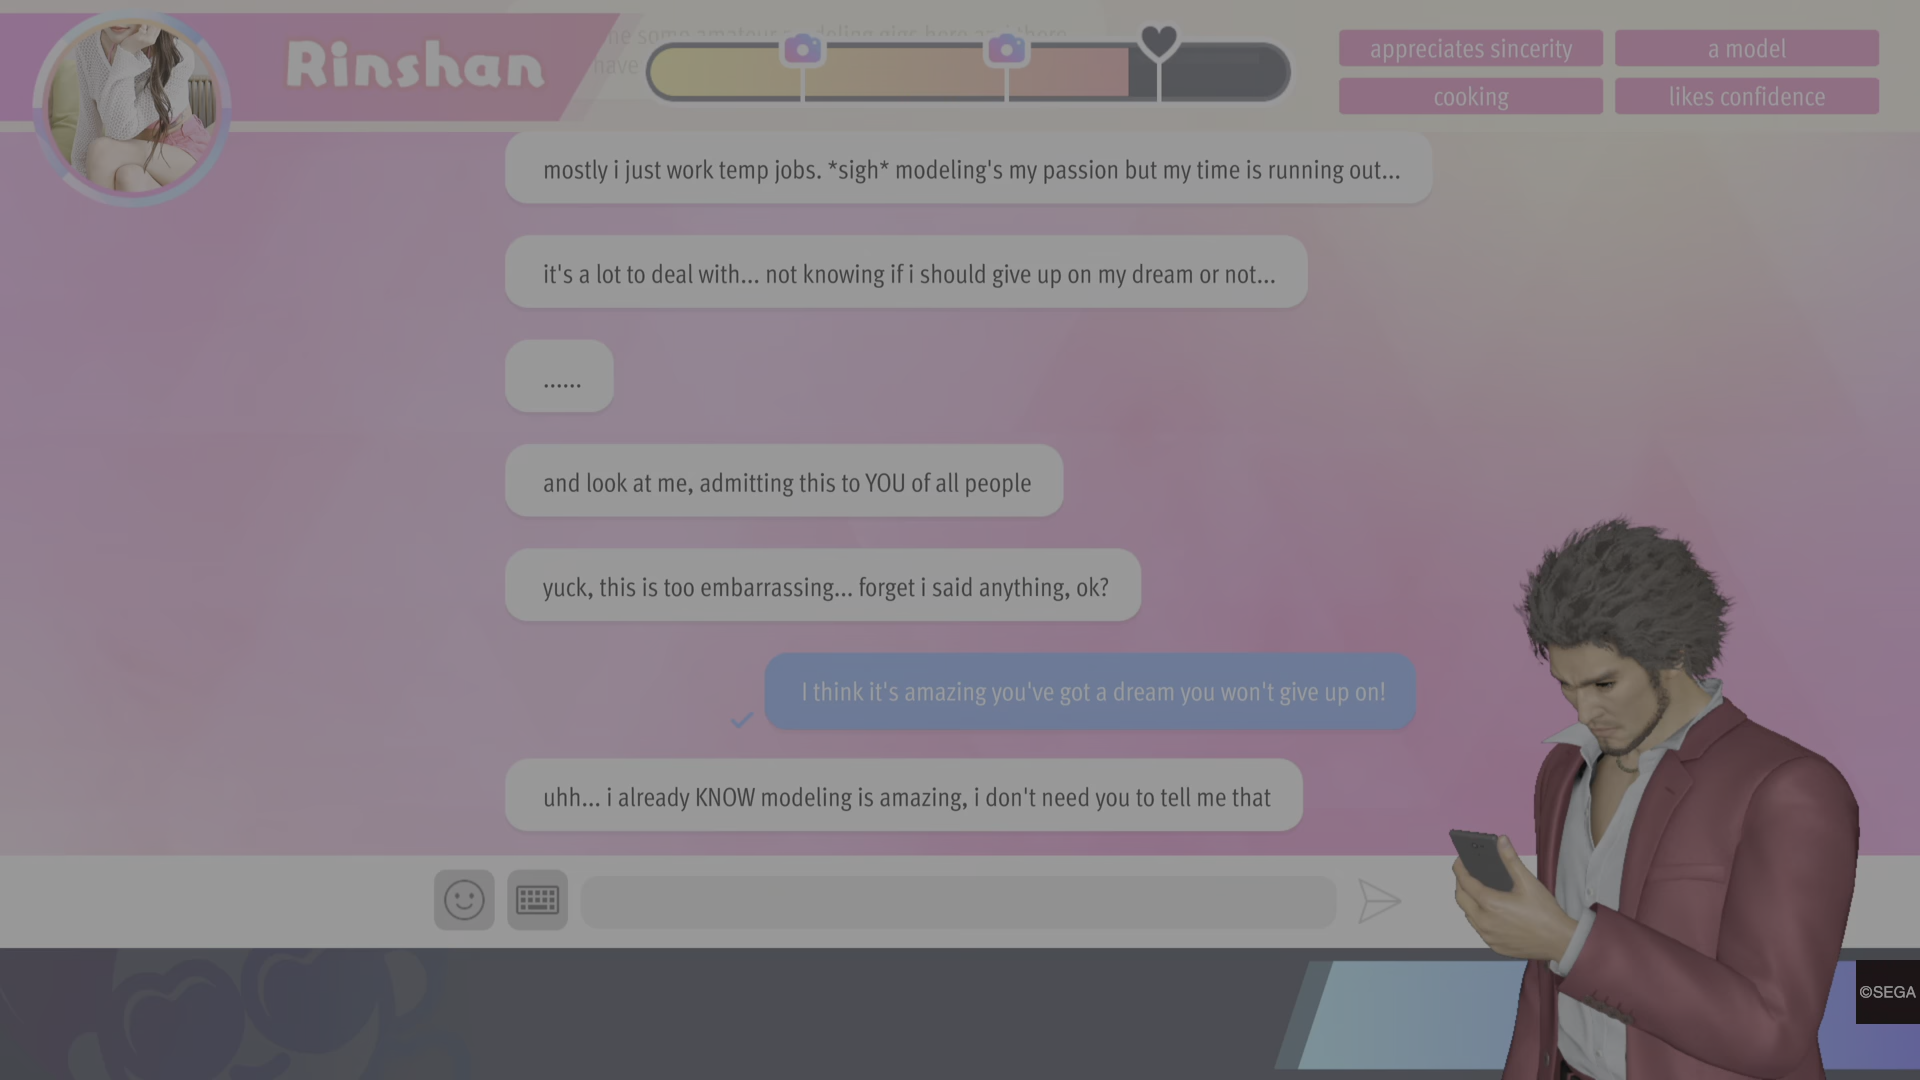 Rinshan
appreciates sincerity
a model
cooking
likes confidence
have
mostly i just work temp jobs. *sigh* modeling's my passion but my time is running out...
it's a lot to deal with... not knowing if i should give up on my dream or not...
......
and look at me, admitting this to YOU of all people
yuck, this is too embarrassing... forget i said anything, ok?
I think it's amazing you've got a dream you won't give up on!
uhh... i already KNOW modeling is amazing, i don't need you to tell me that
©SEGA